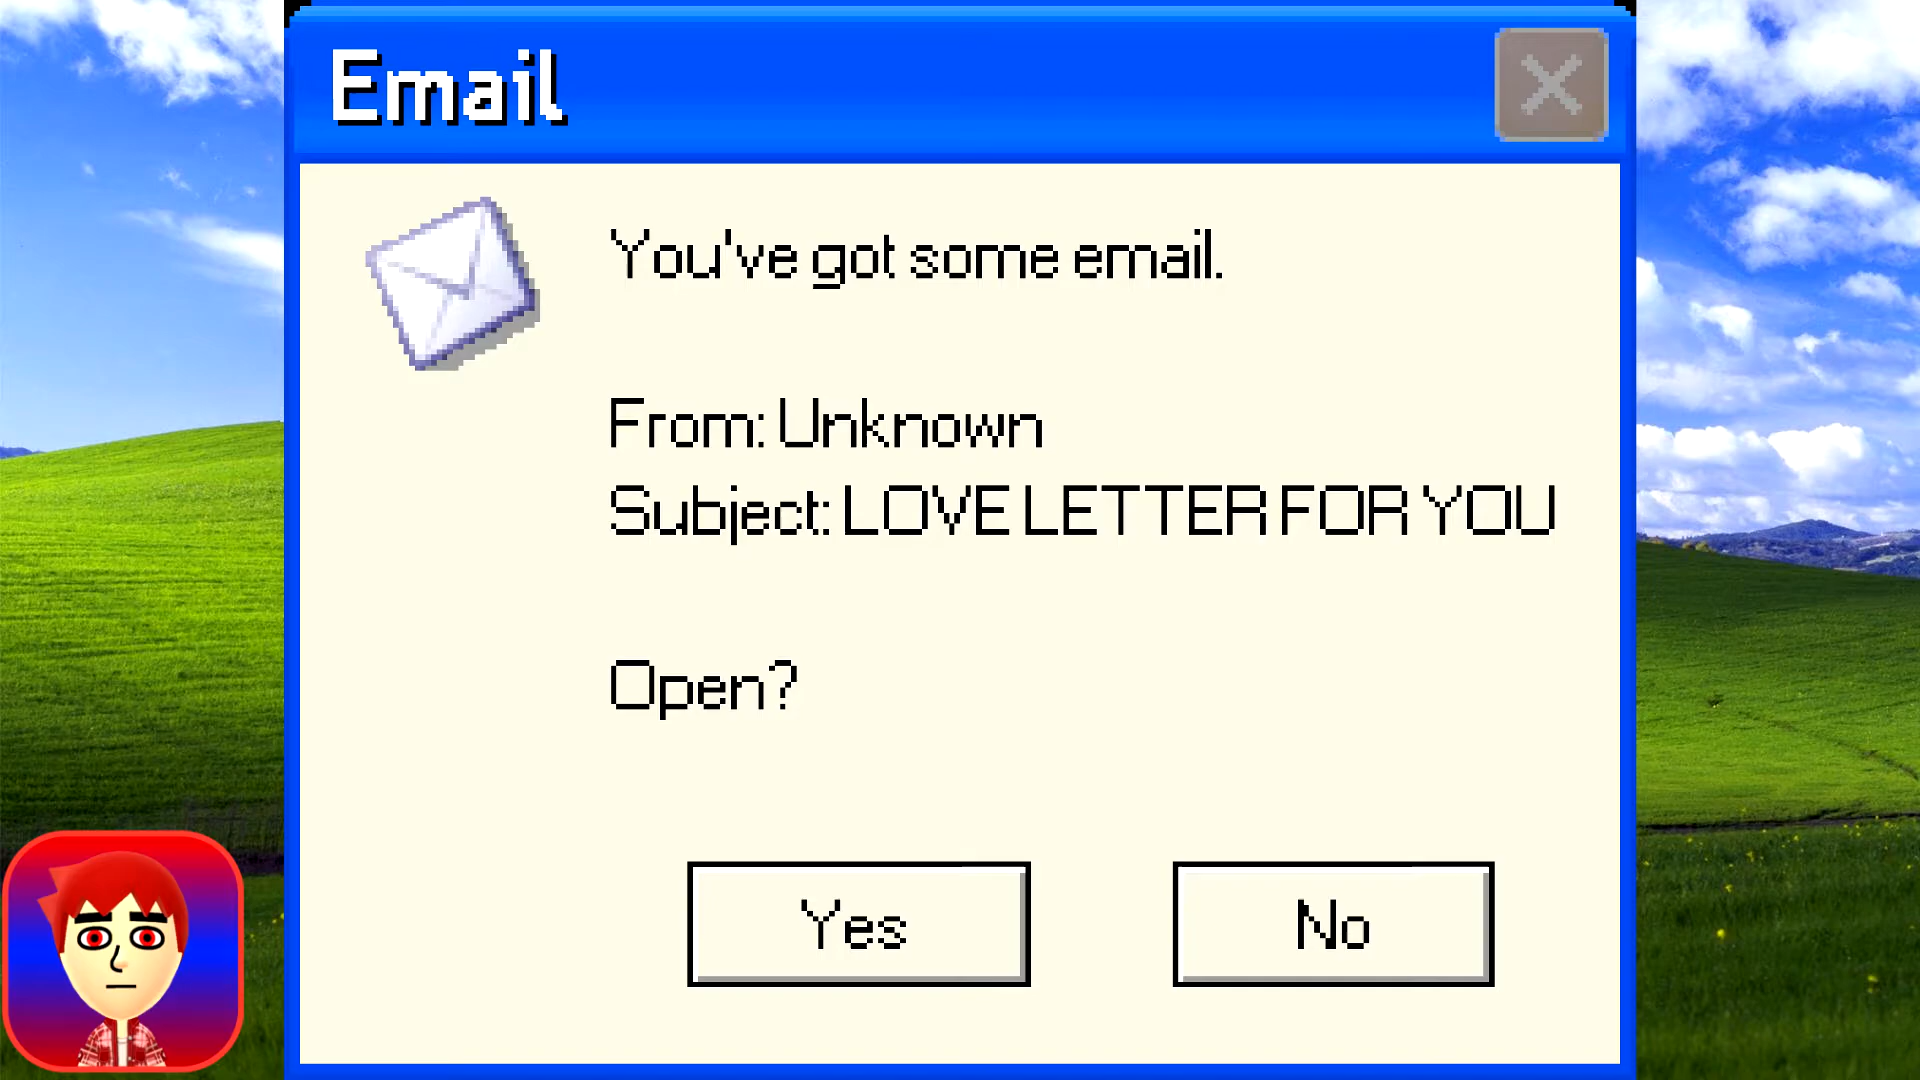 Email
You've got some email.
From: Unknown
Subject: LOVE LETTER FOR YOU
Open?
Yes
No